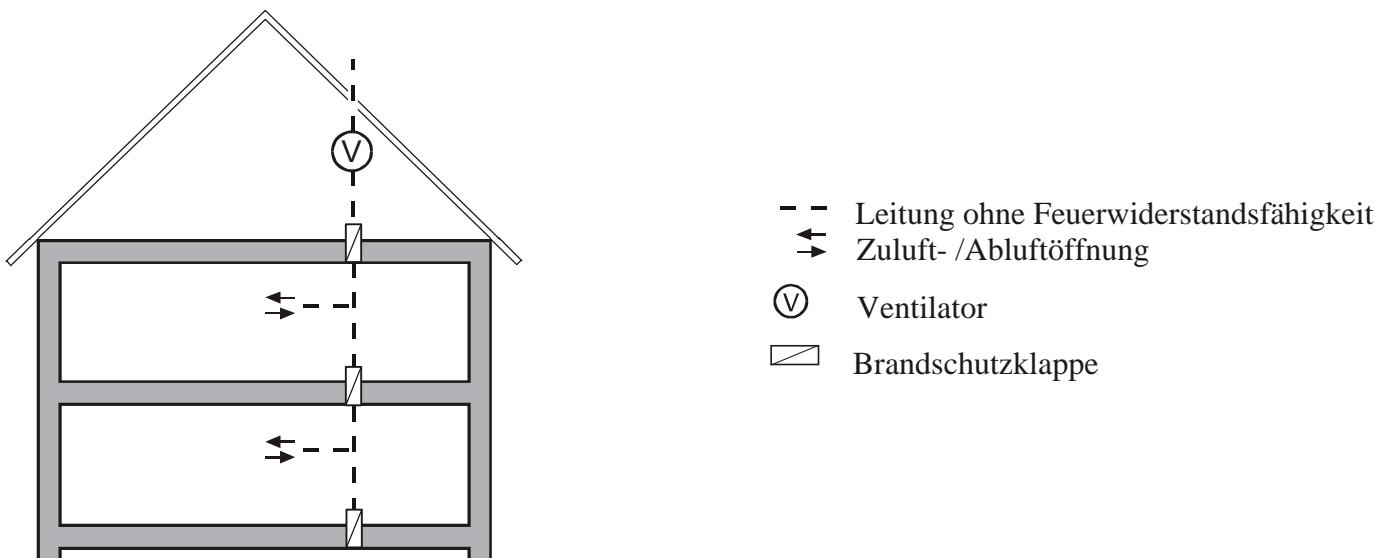 V
Leitung ohne Feuerwiderstandsfähigkeit
Zuluft- /Abluftöffnung
V Ventilator
Brandschutzklappe